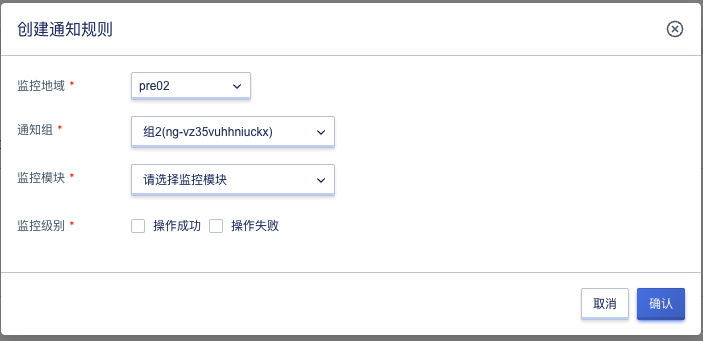 创建通知规则
监控地域 * pre02
通知组 * 组2(ng-vz35vuhhniuckx)
监控模块 * 请选择监控模块
监控级别 * 操作成功 操作失败
取消 确认